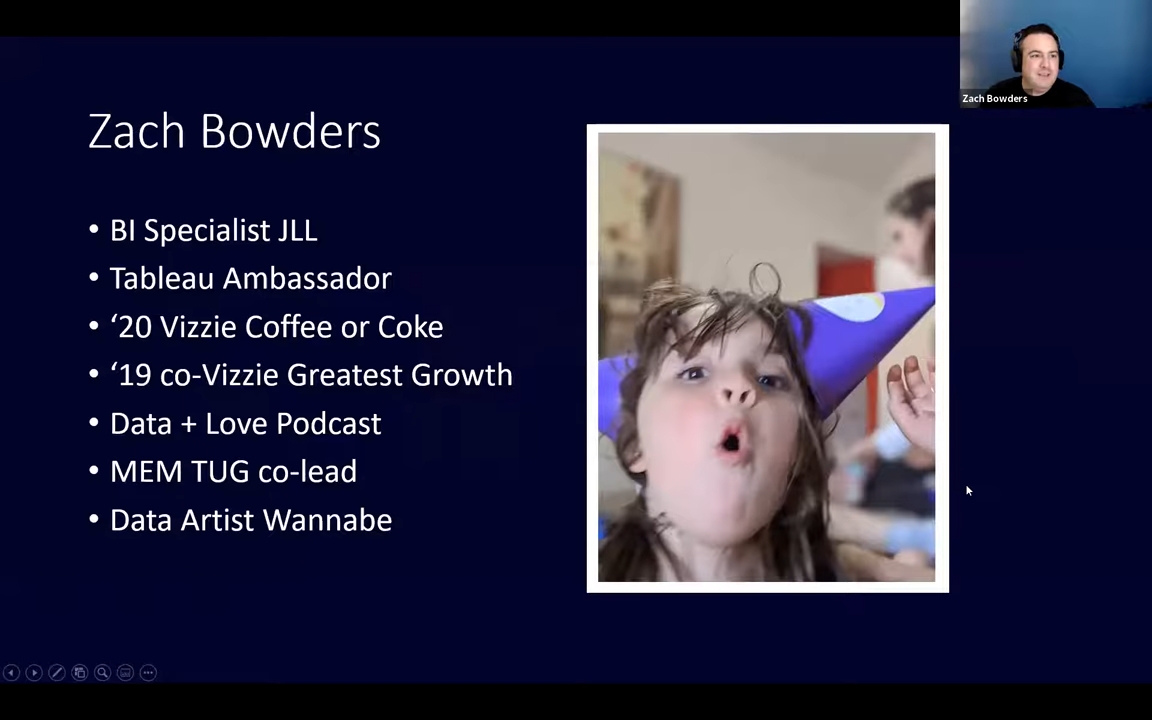 Zach Bowders
Zach Bowders
• BI Specialist JLL
• Tableau Ambassador
• ‘20 Vizzie Coffee or Coke
• ‘19 co-Vizzie Greatest Growth
• Data + Love Podcast
• MEM TUG co-lead
• Data Artist Wannabe